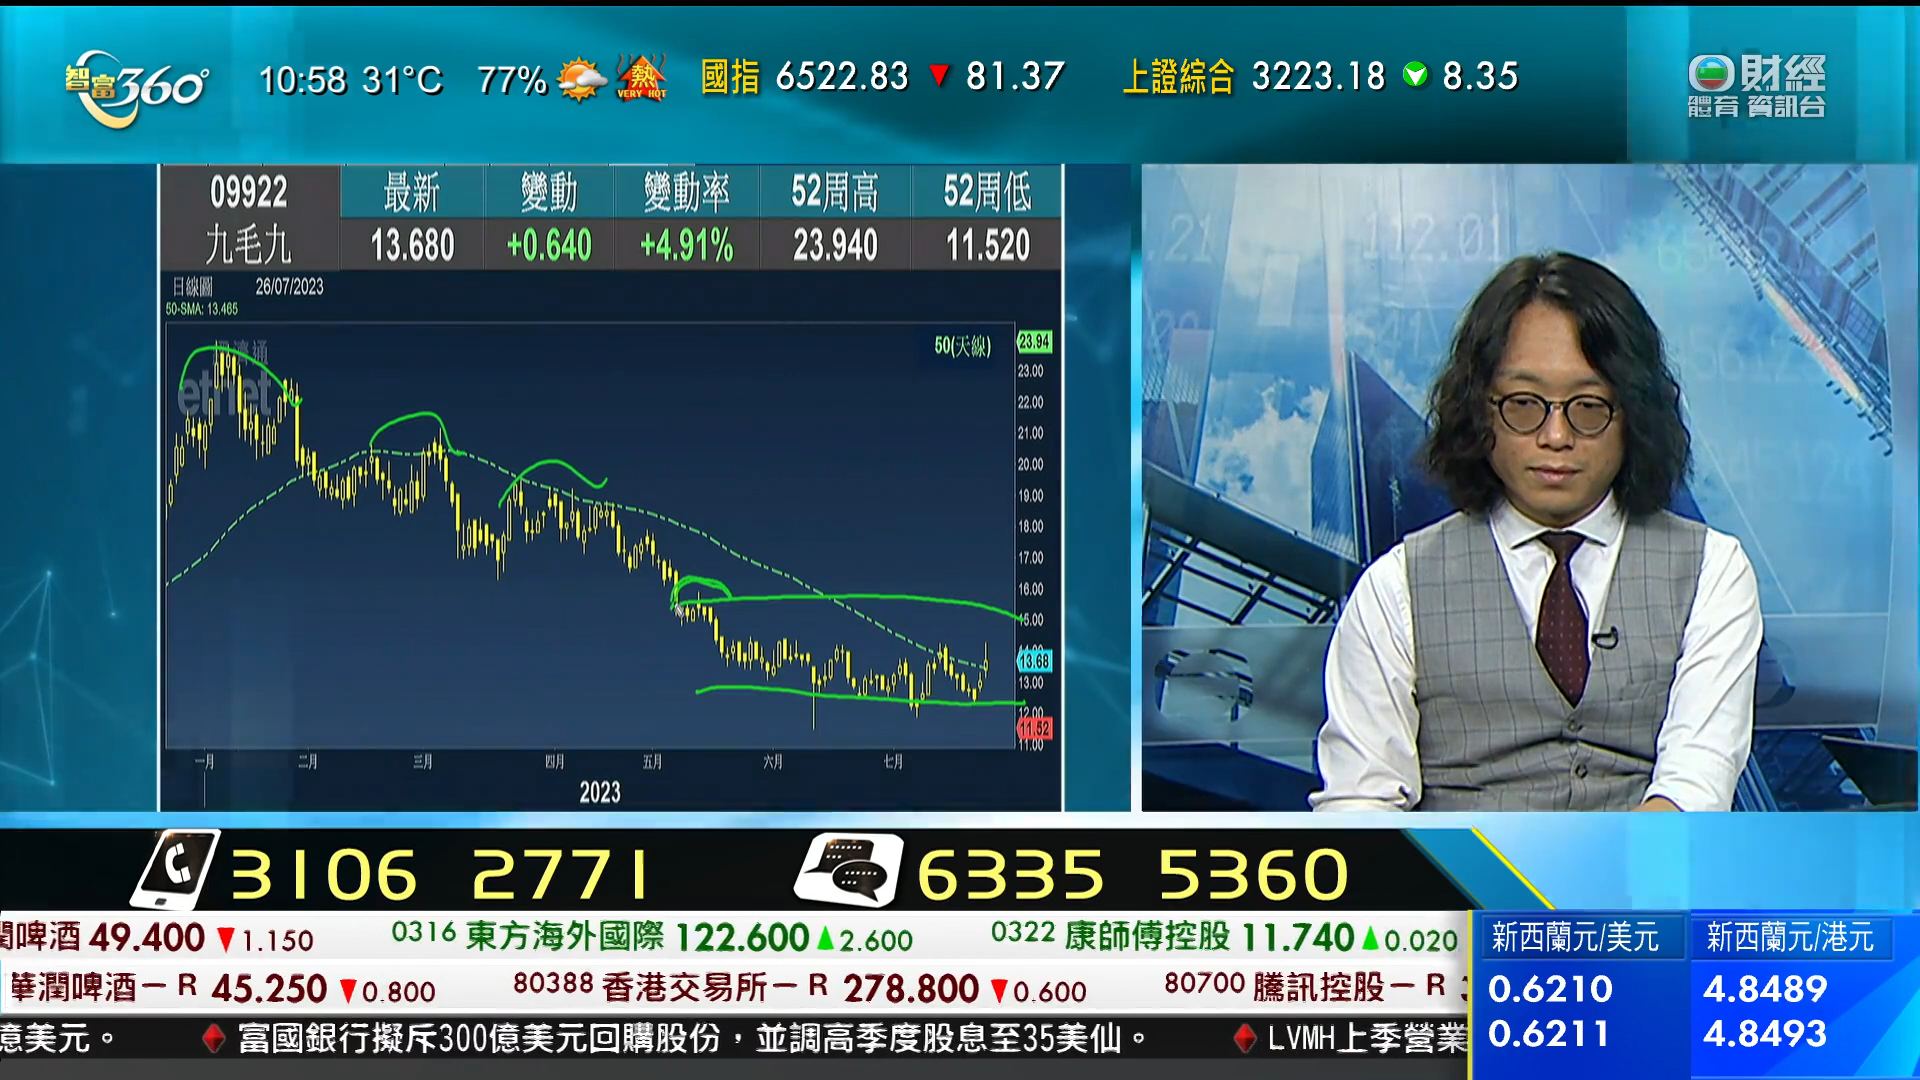 智富360°
10:58 31°C 77% 熱 VERY HOT 國指 6522.83 ▼ 81.37 上證綜合 3223.18 8.35
財經
體育 資訊台
09922 最新 變動 變動率 52周高 52周低
九毛九 13.680 +0.640 +4.91% 23.940 11.520
日線圖 26/07/2023
50-SMA: 13.465
50(天線)
經濟通
etnet
23.94
23.00
22.00
21.00
20.00
19.00
18.00
17.00
16.00
15.00
14.00
13.68
13.00
12.00
11.52
11.00
一月 二月 三月 四月 五月 六月 七月
2023
3106 2771 6335 5360
潤啤酒 49.400 ▼1.150 0316 東方海外國際 122.600 ▲2.600 0322 康師傅控股 11.740 ▲0.020
華潤啤酒－R 45.250 ▼0.800 80388 香港交易所－R 278.800 ▼0.600 80700 騰訊控股－R
億美元。 ◆ 富國銀行擬斥300億美元回購股份，並調高季度股息至35美仙。 ◆ LVMH上季營業
新西蘭元/美元 新西蘭元/港元
0.6210 4.8489
0.6211 4.8493